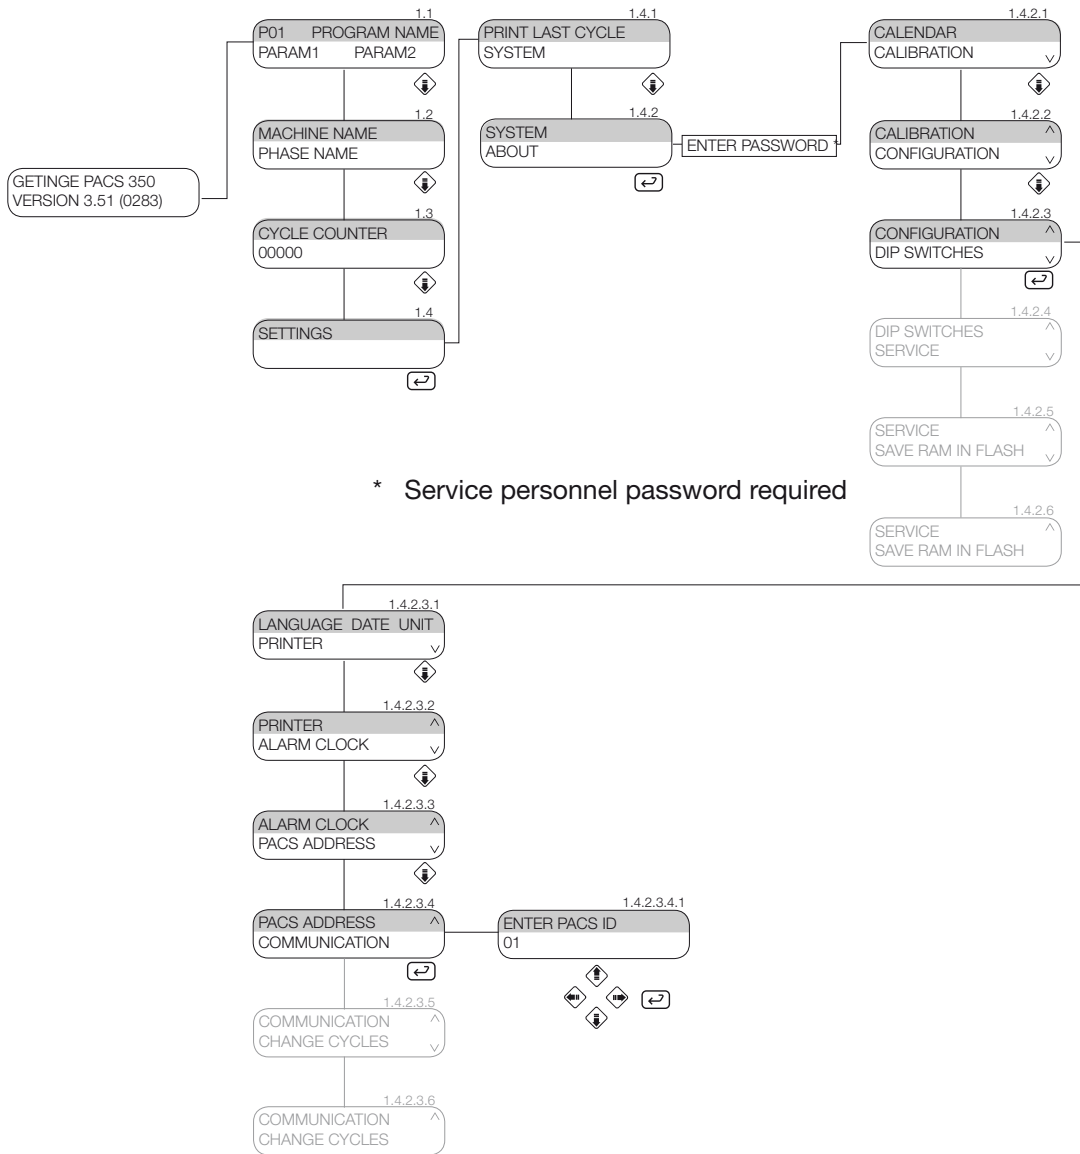 GETINGE PACS 350
VERSION 3.51 (0283)
1.1
P01 PROGRAM NAME
PARAM1 PARAM2
1.2
MACHINE NAME
PHASE NAME
1.3
CYCLE COUNTER
00000
1.4
SETTINGS
1.4.1
PRINT LAST CYCLE
SYSTEM
1.4.2
SYSTEM
ABOUT
ENTER PASSWORD *
1.4.2.1
CALENDAR
CALIBRATION
1.4.2.2
CALIBRATION
CONFIGURATION
1.4.2.3
CONFIGURATION
DIP SWITCHES
1.4.2.4
DIP SWITCHES
SERVICE
1.4.2.5
SERVICE
SAVE RAM IN FLASH
1.4.2.6
SERVICE
SAVE RAM IN FLASH
* Service personnel password required
1.4.2.3.1
LANGUAGE DATE UNIT
PRINTER
1.4.2.3.2
PRINTER
ALARM CLOCK
1.4.2.3.3
ALARM CLOCK
PACS ADDRESS
1.4.2.3.4
PACS ADDRESS
COMMUNICATION
1.4.2.3.4.1
ENTER PACS ID
01
1.4.2.3.5
COMMUNICATION
CHANGE CYCLES
1.4.2.3.6
COMMUNICATION
CHANGE CYCLES